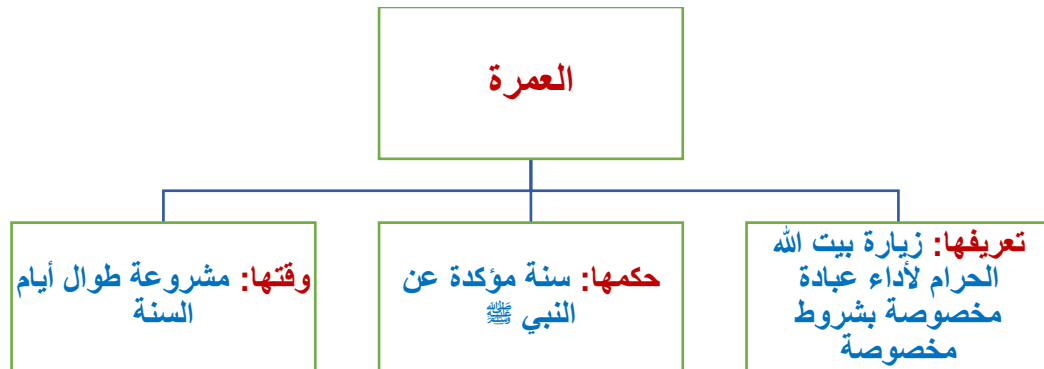 العمرة
تعريفها: زيارة بيت الله
الحرام لأداء عبادة
مخصوصة بشروط
مخصوصة
حكمها: سنة مؤكدة عن
النبي ﷺ
وقتها: مشروعة طوال أيام
السنة